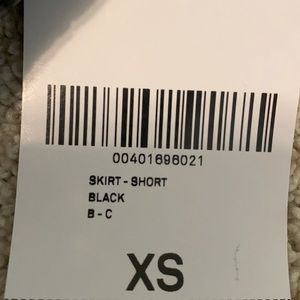 00401696021
SKIRT - SHORT
BLACK
B - C
XS